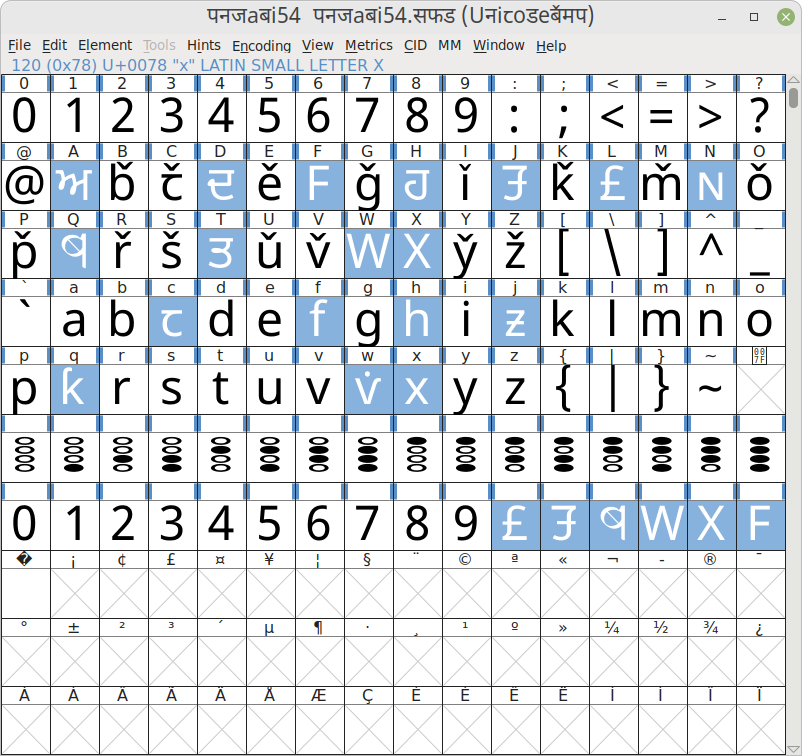 पनजaबi54 पनजaबi54.सफड (Uनicoडeबॅमप)
File Edit Element Tools Hints Encoding View Metrics CID MM Window Help
120 (0x78) U+0078 "x" LATIN SMALL LETTER X
0 1 2 3 4 5 6 7 8 9 : ; < = > ?
0 1 2 3 4 5 6 7 8 9 : ; < = > ?
@ A B C D E F G H I J K L M N O
@ ਅ b̌ č ਦ ě F ǧ ਹ ǐ ਤ ǩ £ m̌ ɴ ǒ
P Q R S T U V W X Y Z [ \ ] ^ _
p̌ ř š ਤ ǔ v̌ W X y̌ ž [ \ ] ^ _
` a b c d e f g h i j k l m n o
` a b ꞇ d e f g h i ƶ k l m n o
p q r s t u v w x y z { | } ~
p r s t u v v̇ x y z { | } ~
0 1 2 3 4 5 6 7 8 9 £ W X F
� ¡ ¢ £ ¤ ¥ ¦ § ¨ © ª « ¬ - ® ¯
° ± ² ³ ´ µ ¶ · ¸ ¹ º » ¼ ½ ¾ ¿
À Á Â Ã Ä Å Æ Ç È É Ê Ë Ì Í Î Ï